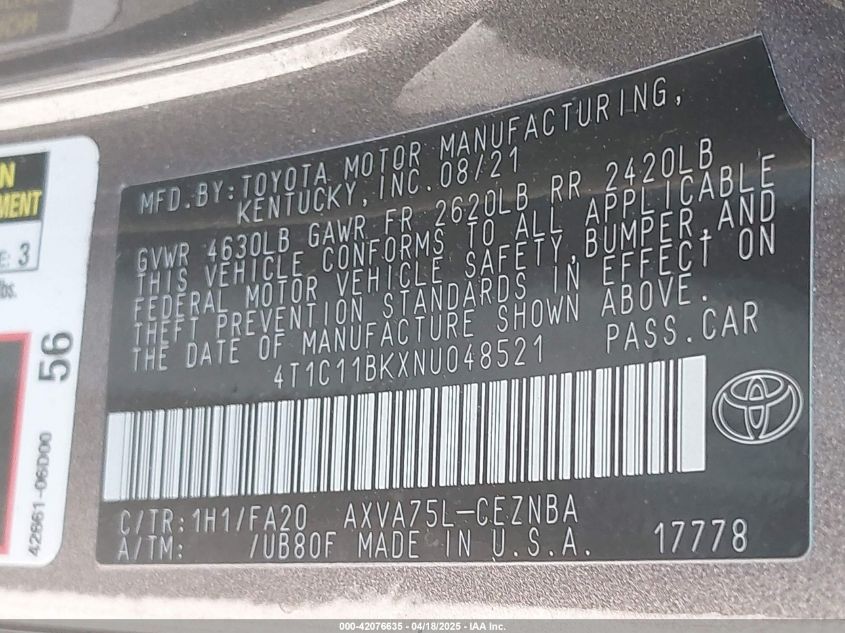 MFD.BY:TOYOTA MOTOR MANUFACTURING,
KENTUCKY,INC.08/21
GVWR 4630LB GAWR FR 2620LB RR 2420LB
THIS VEHICLE CONFORMS TO ALL APPLICABLE
FEDERAL MOTOR VEHICLE SAFETY,BUMPER,AND
THEFT PREVENTION STANDARDS IN EFFECT ON
THE DATE OF MANUFACTURE SHOWN ABOVE.
4T1C11BKXNU048521 PASS.CAR
C/TR:1H1/FA20 AXVA75L-CEZNBA
A/TM: /UB80F MADE IN U.S.A. 17778
N
MENT
E: 3
lbs.
56
42661-06D00
000-42076635 - 04/18/2025 - IAA Inc.